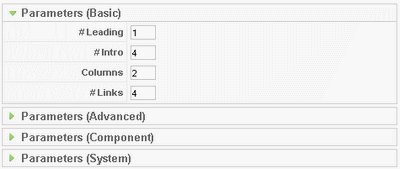 Parameters (Basic)
# Leading 1
# Intro 4
Columns 2
# Links 4
Parameters (Advanced)
Parameters (Component)
Parameters (System)